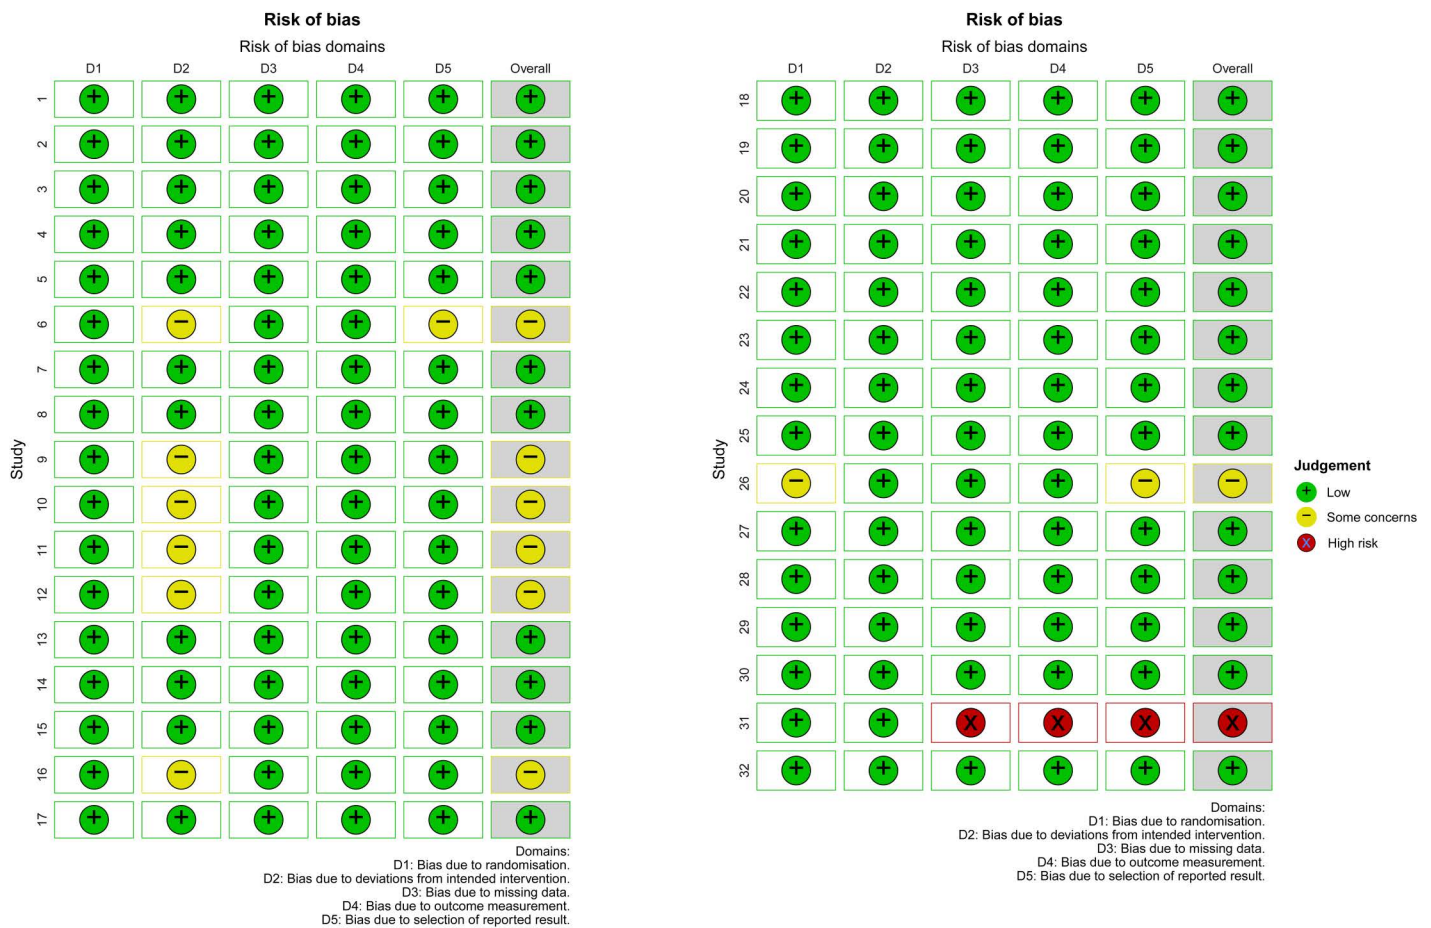 Risk of bias
Risk of bias domains
D1 D2 D3 D4 D5 Overall
Study
1 + + + + + +
2 + + + + + +
3 + + + + + +
4 + + + + + +
5 + + + + + +
6 + − + + − −
7 + + + + + +
8 + + + + + +
9 + − + + + −
10 + − + + + −
11 + − + + + −
12 + − + + + −
13 + + + + + +
14 + + + + + +
15 + + + + + +
16 + − + + + −
17 + + + + + +
Domains:
D1: Bias due to randomisation.
D2: Bias due to deviations from intended intervention.
D3: Bias due to missing data.
D4: Bias due to outcome measurement.
D5: Bias due to selection of reported result.
Risk of bias
Risk of bias domains
D1 D2 D3 D4 D5 Overall
Study
18 + + + + + +
19 + + + + + +
20 + + + + + +
21 + + + + + +
22 + + + + + +
23 + + + + + +
24 + + + + + +
25 + + + + + +
26 − + + + − −
27 + + + + + +
28 + + + + + +
29 + + + + + +
30 + + + + + +
31 + + X X X X
32 + + + + + +
Domains:
D1: Bias due to randomisation.
D2: Bias due to deviations from intended intervention.
D3: Bias due to missing data.
D4: Bias due to outcome measurement.
D5: Bias due to selection of reported result.
Judgement
+ Low
− Some concerns
X High risk